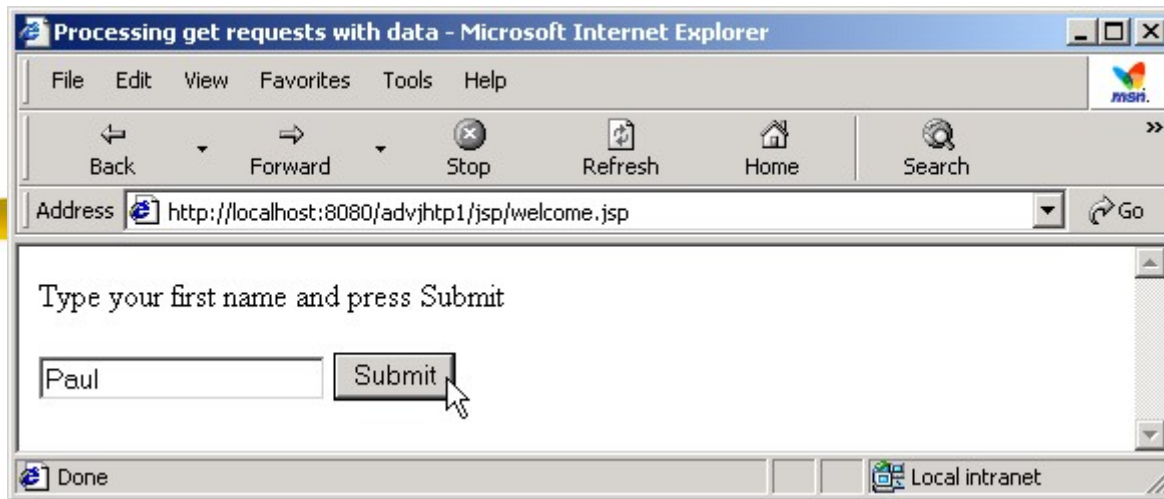 Processing get requests with data - Microsoft Internet Explorer
File Edit View Favorites Tools Help
msn.
Back Forward Stop Refresh Home Search »
Address http://localhost:8080/advjhtp1/jsp/welcome.jsp Go
Type your first name and press Submit
Paul Submit
Done Local intranet